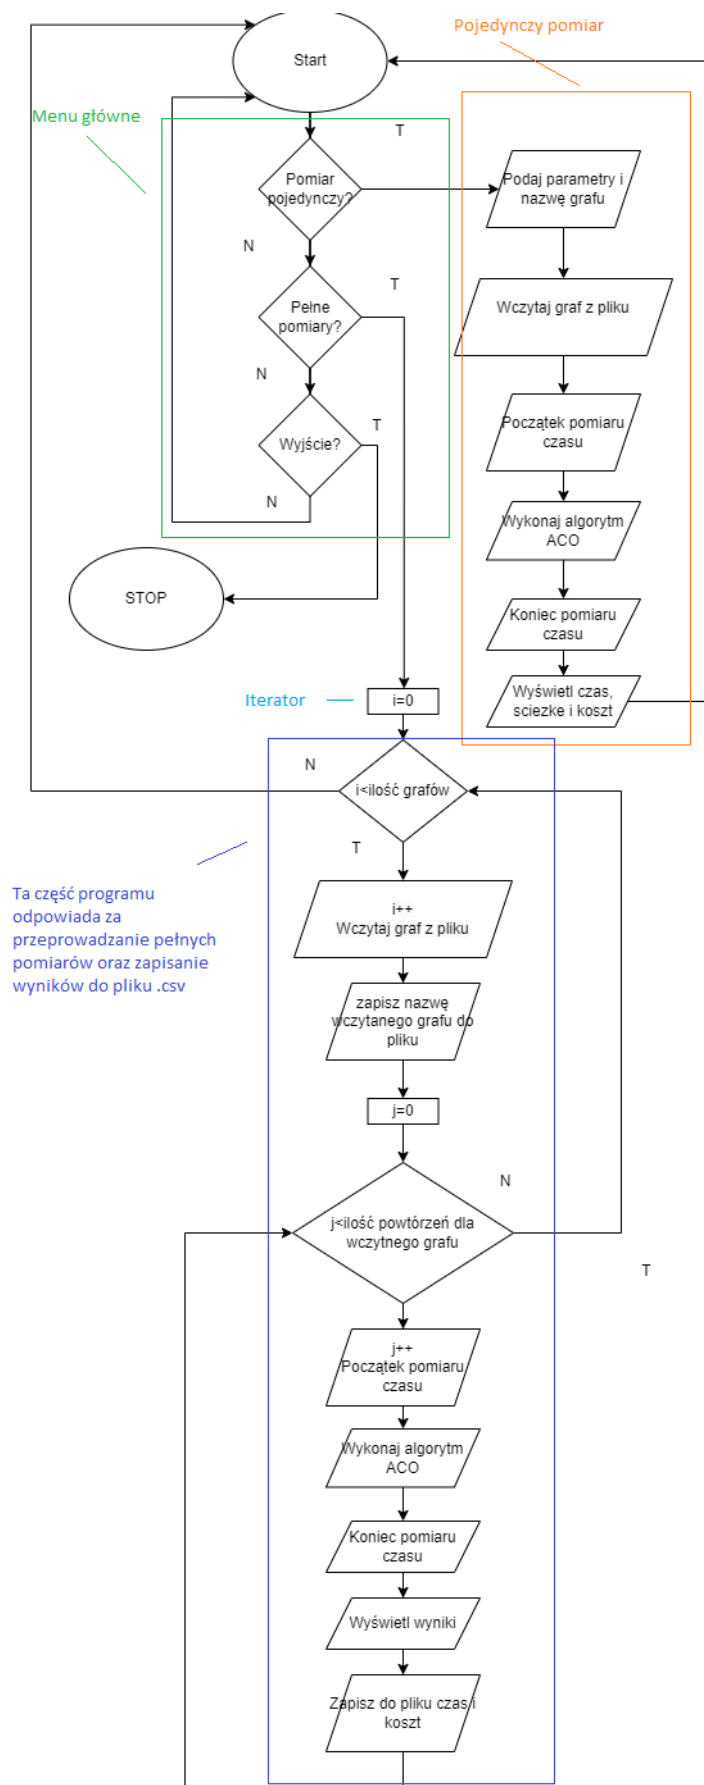 Pojedynczy pomiar
Start
Menu główne
T
Pomiar
pojedynczy?
Podaj parametry i
nazwę grafu
N
Pełne
pomiary?
T
Wczytaj graf z pliku
N
Wyjście?
T
N
Początek pomiaru
czasu
Wykonaj algorytm
ACO
STOP
Koniec pomiaru
czasu
Wyświetl czas,
sciezke i koszt
Iterator
i=0
N
i<ilość grafów
T
Ta część programu
odpowiada za
przeprowadzanie pełnych
pomiarów oraz zapisanie
wyników do pliku .csv
i++
Wczytaj graf z pliku
zapisz nazwę
wczytanego grafu do
pliku
j=0
N
j<ilość powtórzeń dla
wczytnego grafu
T
j++
Początek pomiaru
czasu
Wykonaj algorytm
ACO
Koniec pomiaru
czasu
Wyświetl wyniki
Zapisz do pliku czas i
koszt